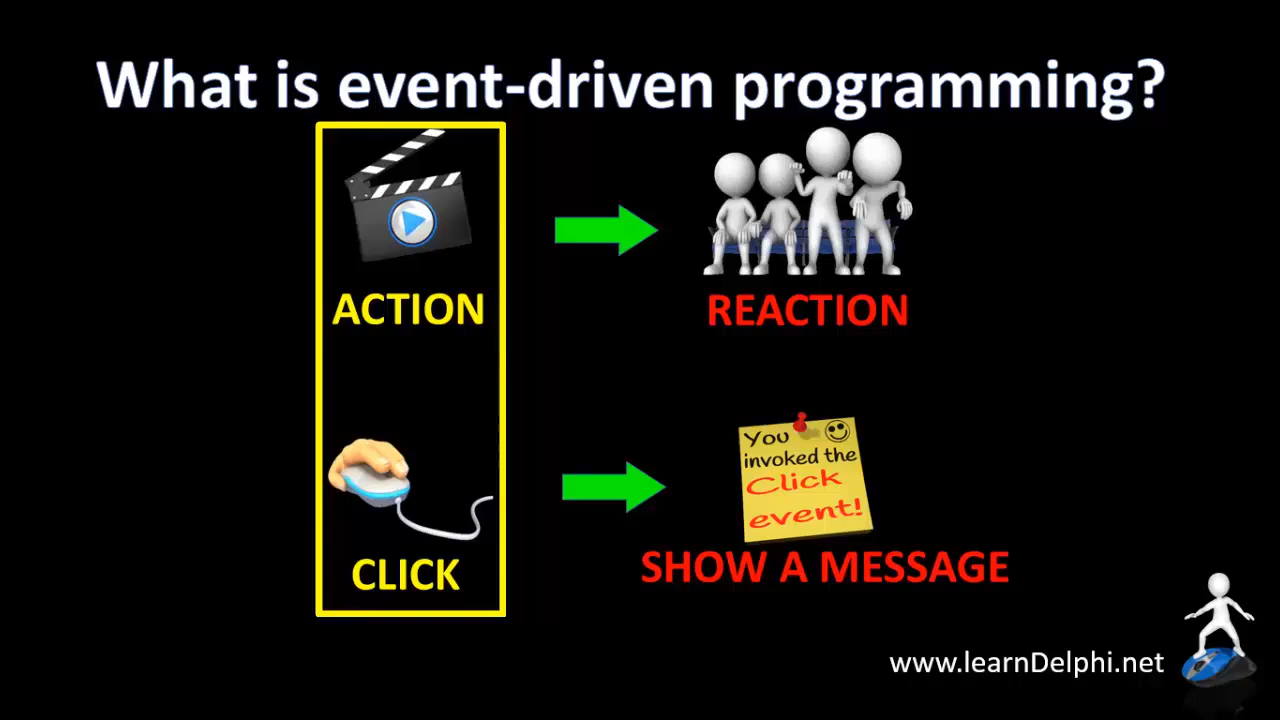 What is event-driven programming?
ACTION
REACTION
You
invoked the
Click
event!
CLICK
SHOW A MESSAGE
www.learnDelphi.net